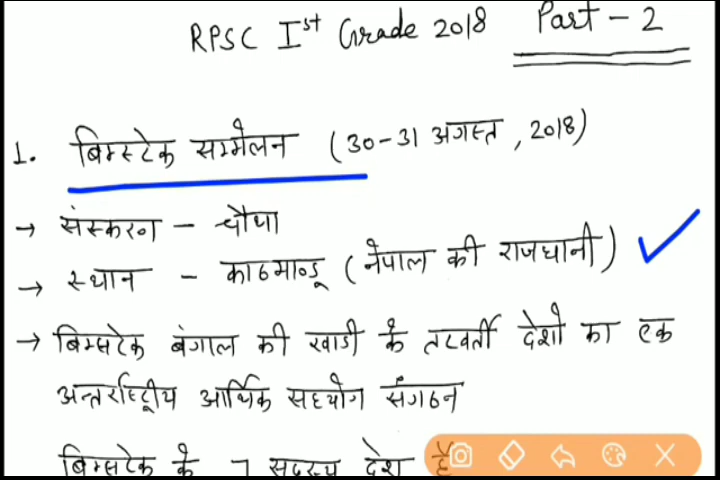 RPSC Ist Grade 2018 Part - 2
1. बिम्स्टेक सम्मेलन (30-31 अगस्त, 2018)
→ संस्करण - चौथा
→ स्थान - काठमाण्डू (नेपाल की राजधानी)
→ बिम्सटेक बंगाल की खाडी के तटवर्ती देशो का एक
अन्तर्राष्ट्रीय आर्थिक सहयोग संगठन
बिम्सटेक के 7 सदस्य देश है